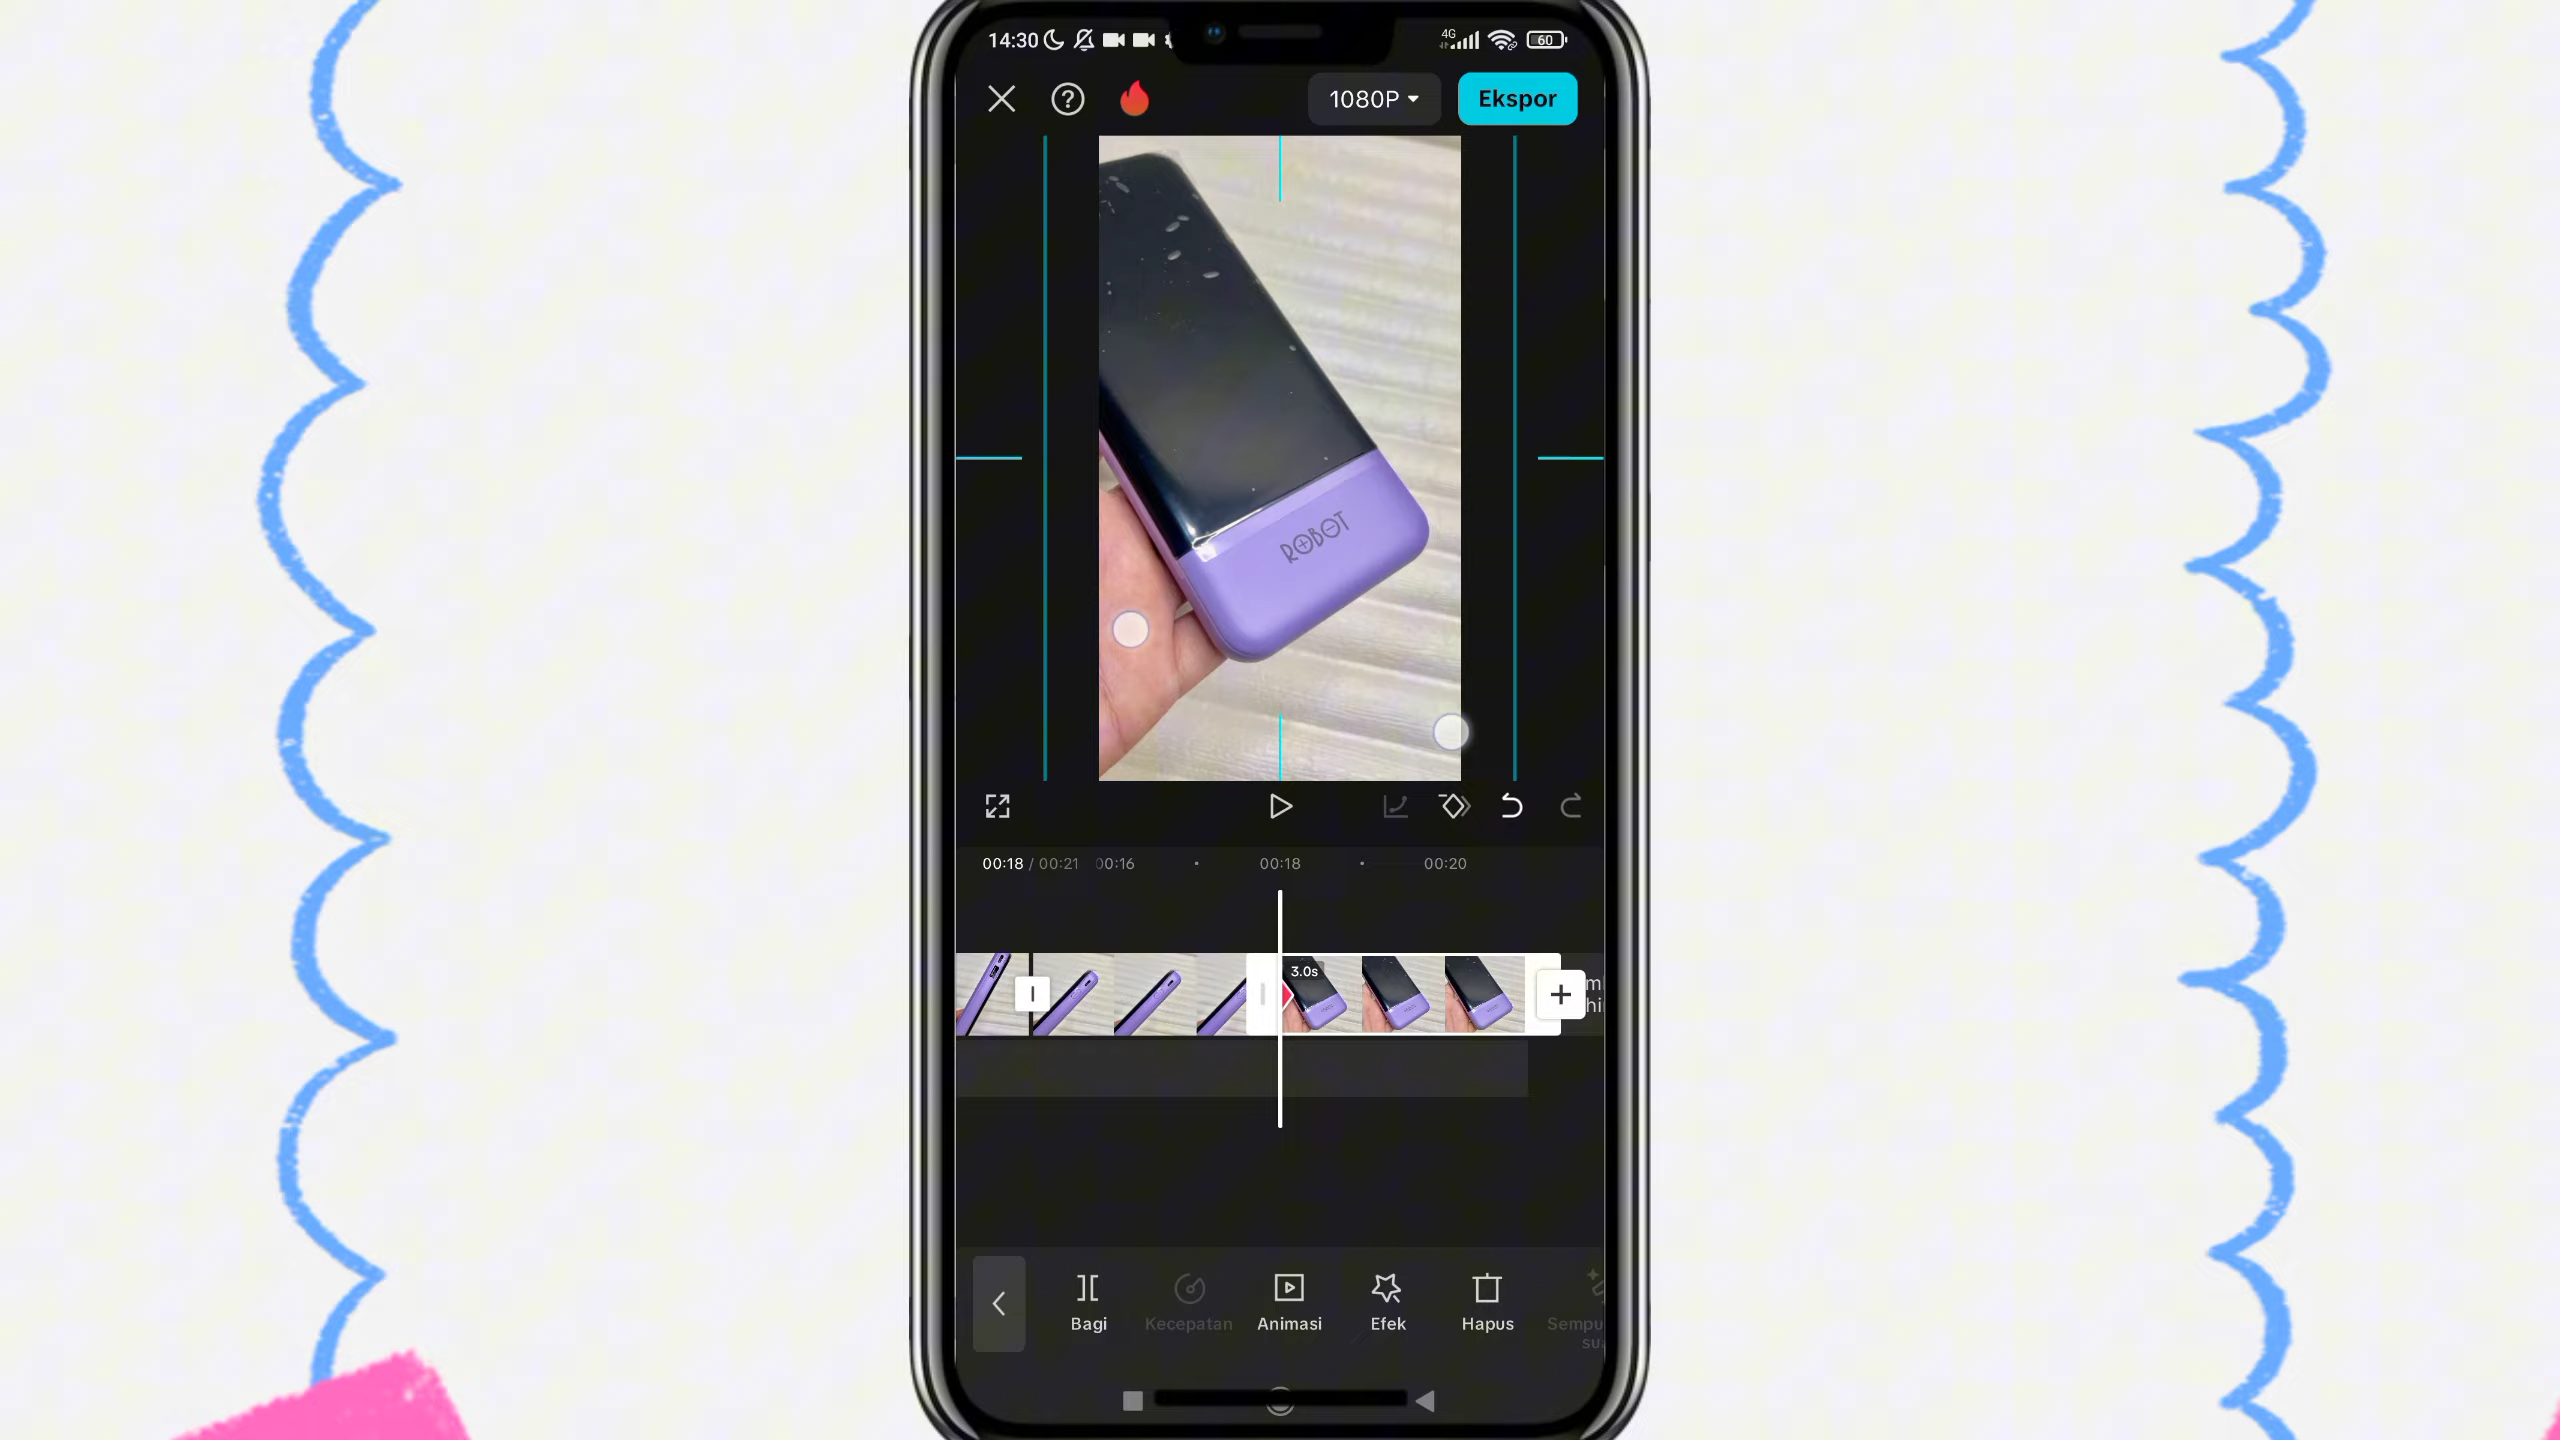 14:30
4G
60
1080P
Ekspor
ROBOT
00:18 / 00:21
00:16
00:18
00:20
3.0s
Bagi
Kecepatan
Animasi
Efek
Hapus